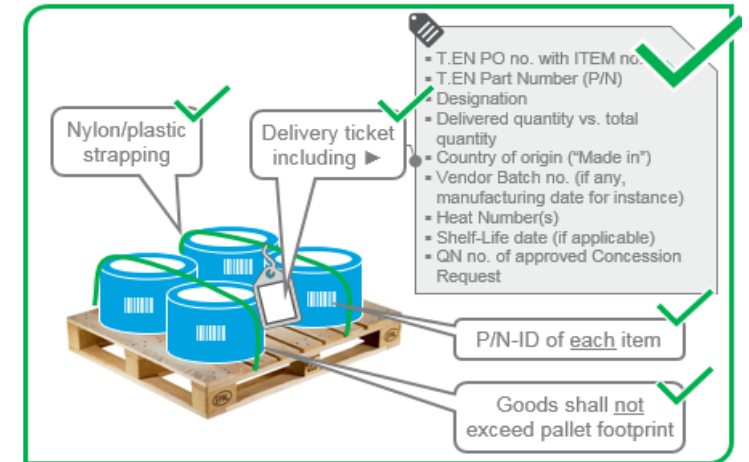 ▪ T.EN PO no. with ITEM no.
▪ T.EN Part Number (P/N)
▪ Designation
▪ Delivered quantity vs. total
quantity
▪ Country of origin ("Made in")
▪ Vendor Batch no. (if any,
manufacturing date for instance)
▪ Heat Number(s)
▪ Shelf-Life date (if applicable)
▪ QN no. of approved Concession
Request
Nylon/plastic
strapping
Delivery ticket
including ►
P/N-ID of each item
Goods shall not
exceed pallet footprint